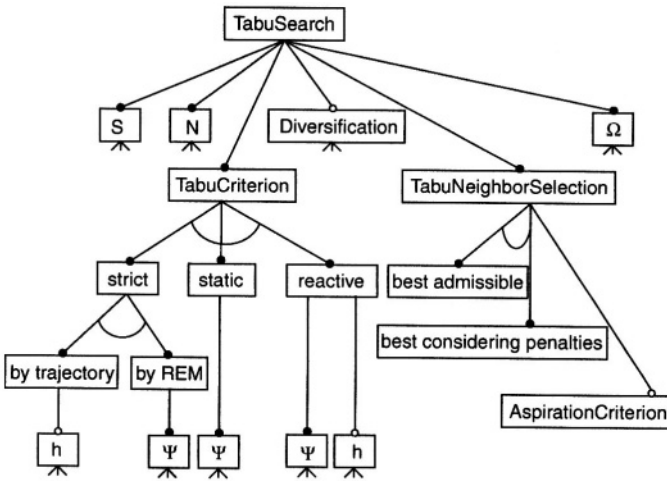 TabuSearch
S N Diversification Ω
TabuCriterion TabuNeighborSelection
strict static reactive best admissible
best considering penalties
by trajectory by REM
AspirationCriterion
h Ψ Ψ Ψ h